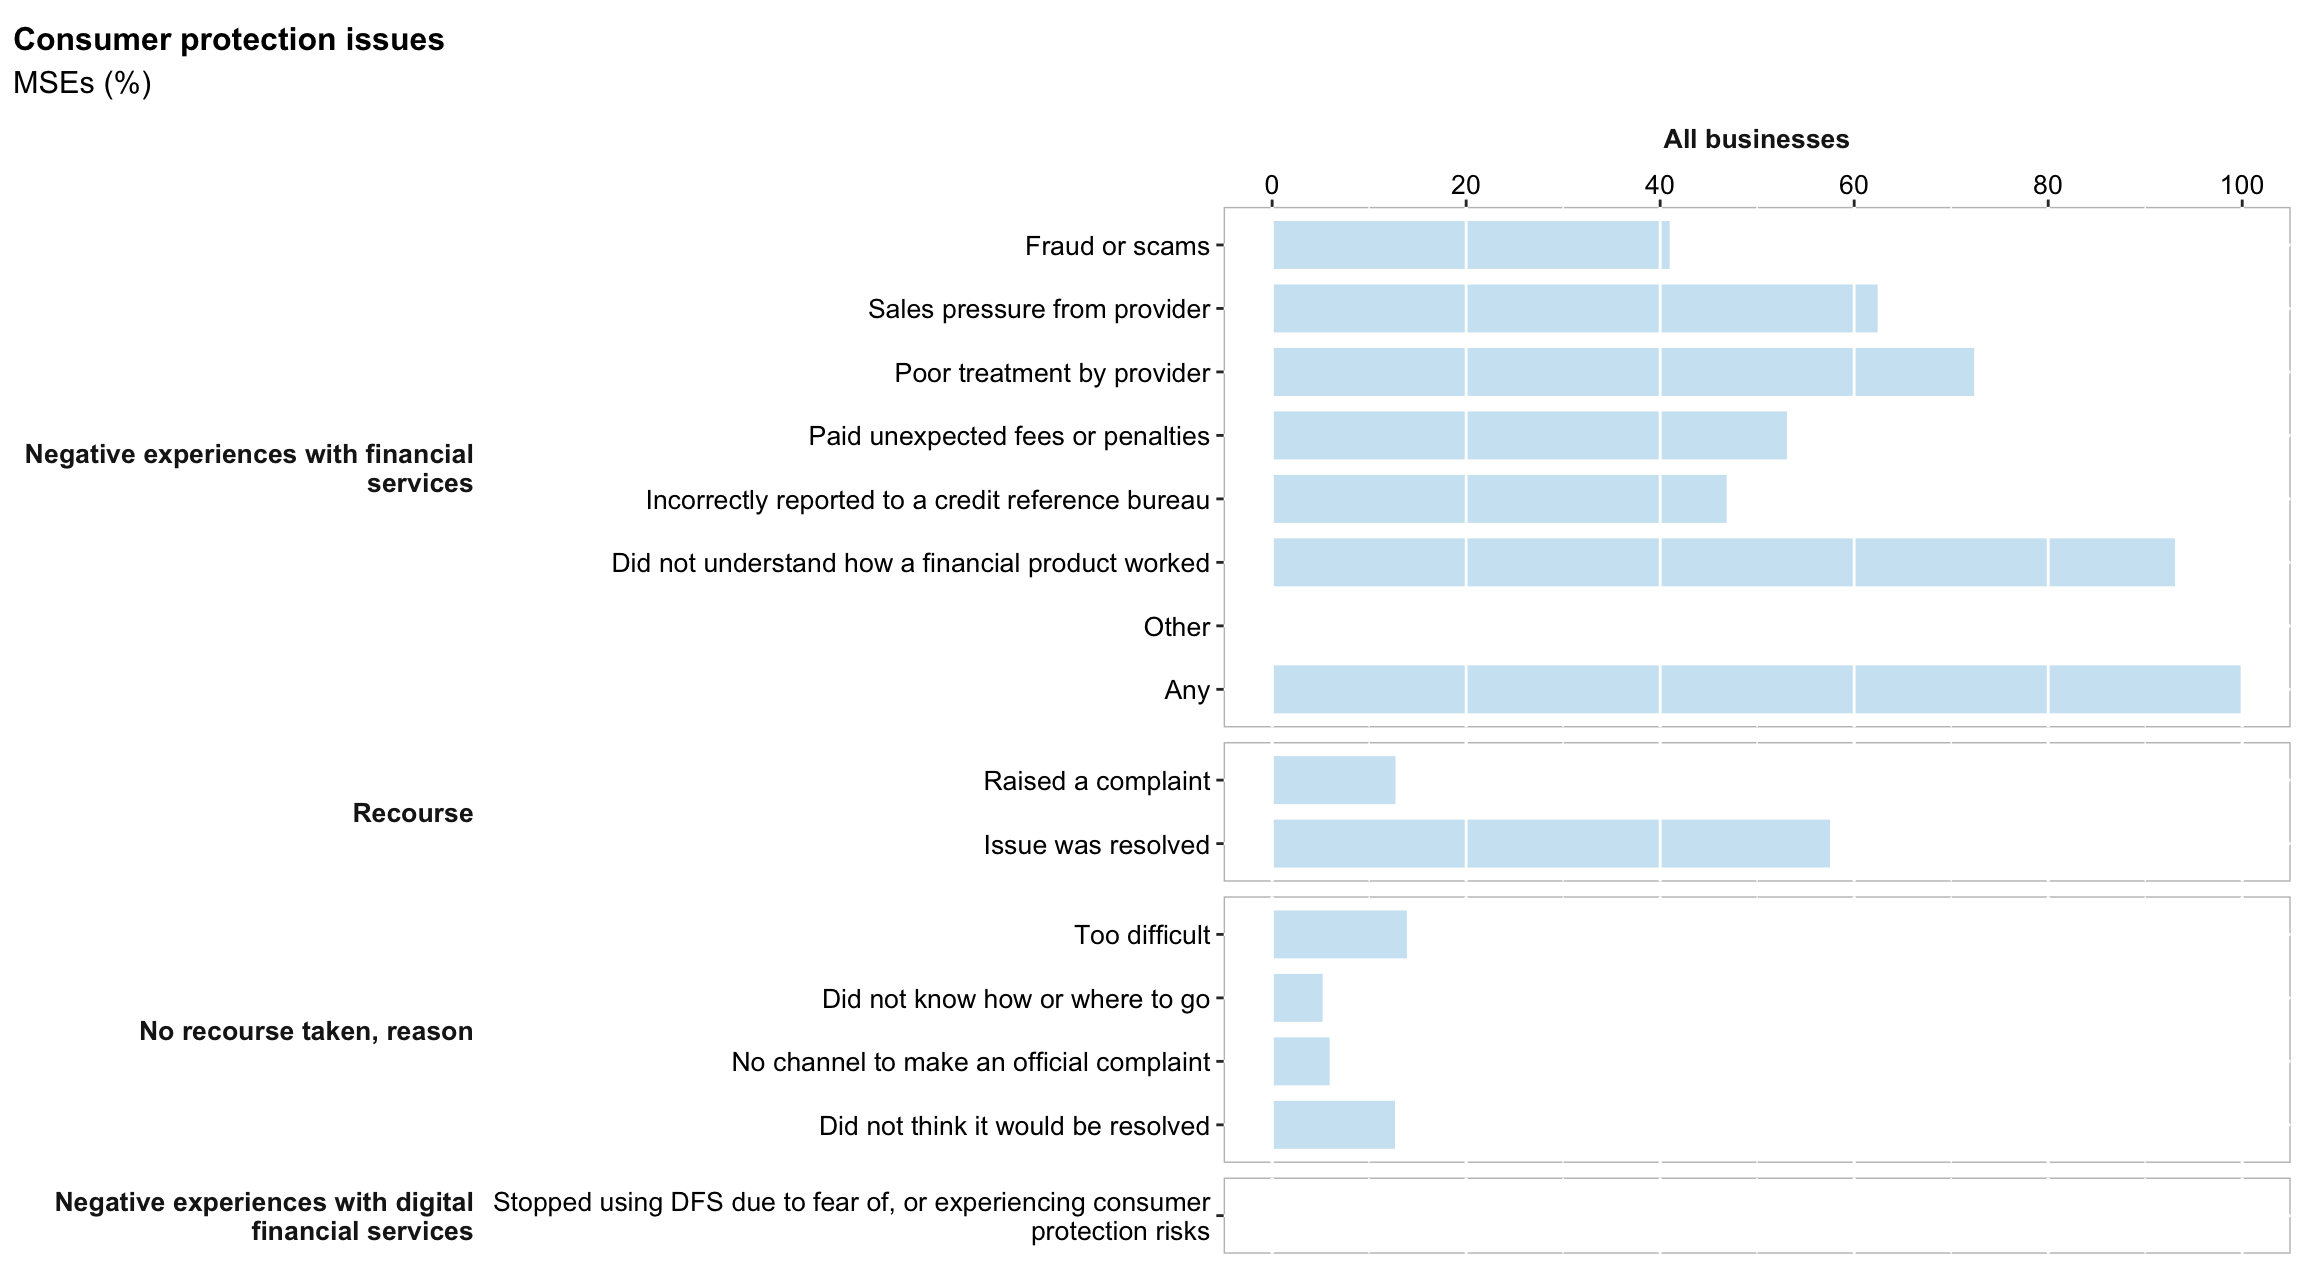 Consumer protection issues
MSEs (%)
All businesses
0 20 40 60 80 100
Fraud or scams
Sales pressure from provider
Poor treatment by provider
Paid unexpected fees or penalties
Negative experiences with financial
services
Incorrectly reported to a credit reference bureau
Did not understand how a financial product worked
Other
Any
Raised a complaint
Recourse
Issue was resolved
Too difficult
Did not know how or where to go
No recourse taken, reason
No channel to make an official complaint
Did not think it would be resolved
Negative experiences with digital
financial services
Stopped using DFS due to fear of, or experiencing consumer
protection risks